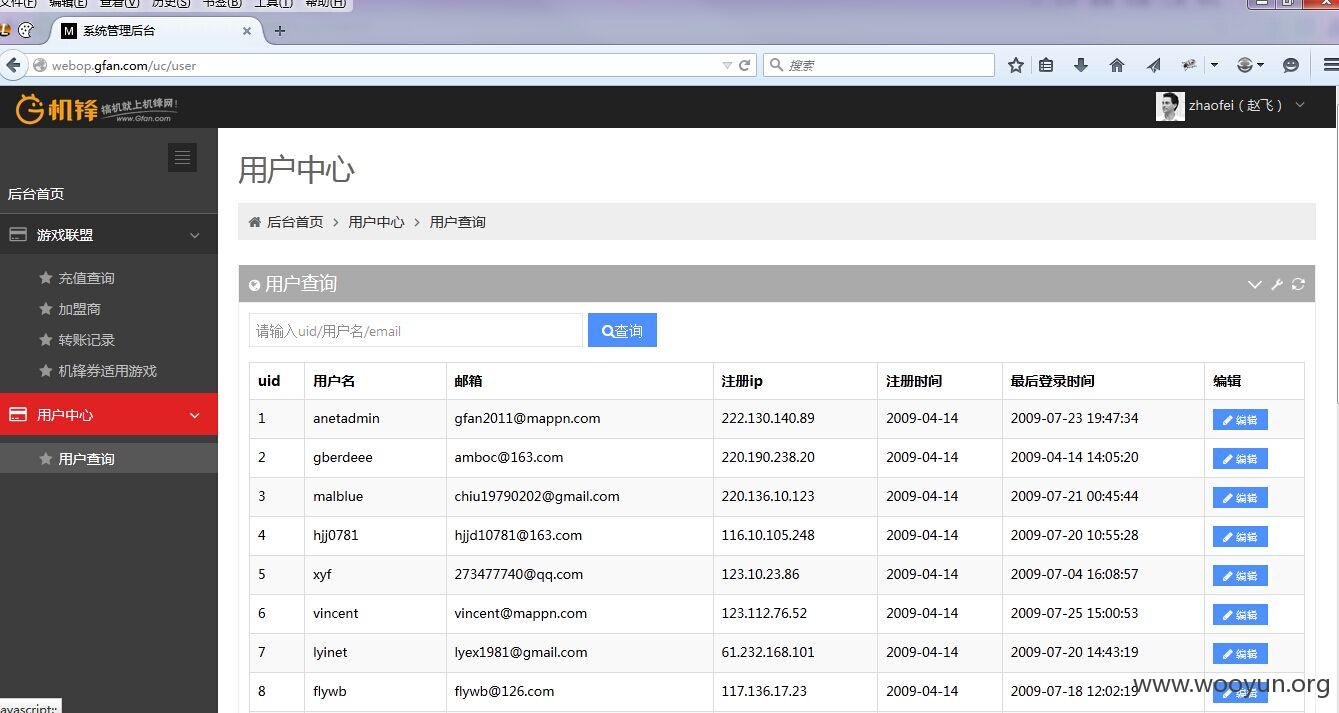 文件(F) 编辑(E) 查看(V) 历史(S) 书签(B) 工具(T) 帮助(H)
M 系统管理后台 × +
webop.gfan.com/uc/user
搜索
机锋 搞机就上机锋网!
www.Gfan.com
zhaofei ( 赵飞 )
后台首页
游戏联盟
充值查询
加盟商
转账记录
机锋券适用游戏
用户中心
用户查询
用户中心
后台首页 > 用户中心 > 用户查询
用户查询
请输入uid/用户名/email 查询
uid 用户名 邮箱 注册ip 注册时间 最后登录时间 编辑
1 anetadmin gfan2011@mappn.com 222.130.140.89 2009-04-14 2009-07-23 19:47:34 编辑
2 gberdeee amboc@163.com 220.190.238.20 2009-04-14 2009-04-14 14:05:20 编辑
3 malblue chiu19790202@gmail.com 220.136.10.123 2009-04-14 2009-07-21 00:45:44 编辑
4 hjj0781 hjjd10781@163.com 116.10.105.248 2009-04-14 2009-07-20 10:55:28 编辑
5 xyf 273477740@qq.com 123.10.23.86 2009-04-14 2009-07-04 16:08:57 编辑
6 vincent vincent@mappn.com 123.112.76.52 2009-04-14 2009-07-25 15:00:53 编辑
7 lyinet lyex1981@gmail.com 61.232.168.101 2009-04-14 2009-07-20 14:43:19 编辑
8 flywb flywb@126.com 117.136.17.23 2009-04-14 2009-07-18 12:02:19 编辑
www.wooyun.org
avascript:;